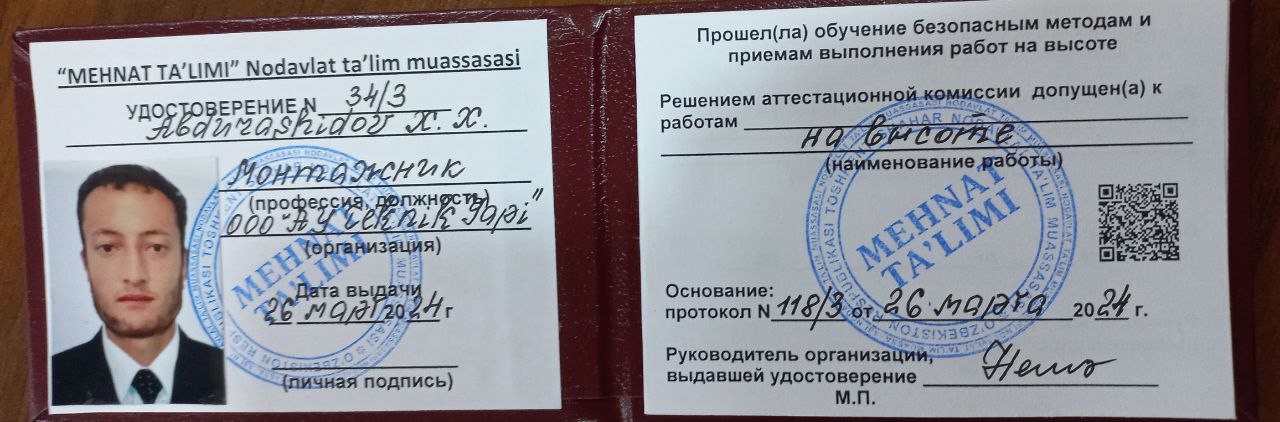 “MEHNAT TA’LIMI” Nodavlat ta’lim muassasasi
УДОСТОВЕРЕНИЕ N 34/3
Abdurashidov X. X.
Монтажник
(профессия, должность)
ООО "AY Teknik Yapi"
(организация)
Дата выдачи
26 март 2024 г
(личная подпись)
MEHNAT
TA'LIMI
Прошел(ла) обучение безопасным методам и
приемам выполнения работ на высоте
Решением аттестационной комиссии допущен(а) к
работам
на высоте
(наименование работы)
MEHNAT
TA'LIMI
Основание:
протокол N 118/3 от 26 марта 2024 г.
Руководитель организации,
выдавшей удостоверение
М.П.